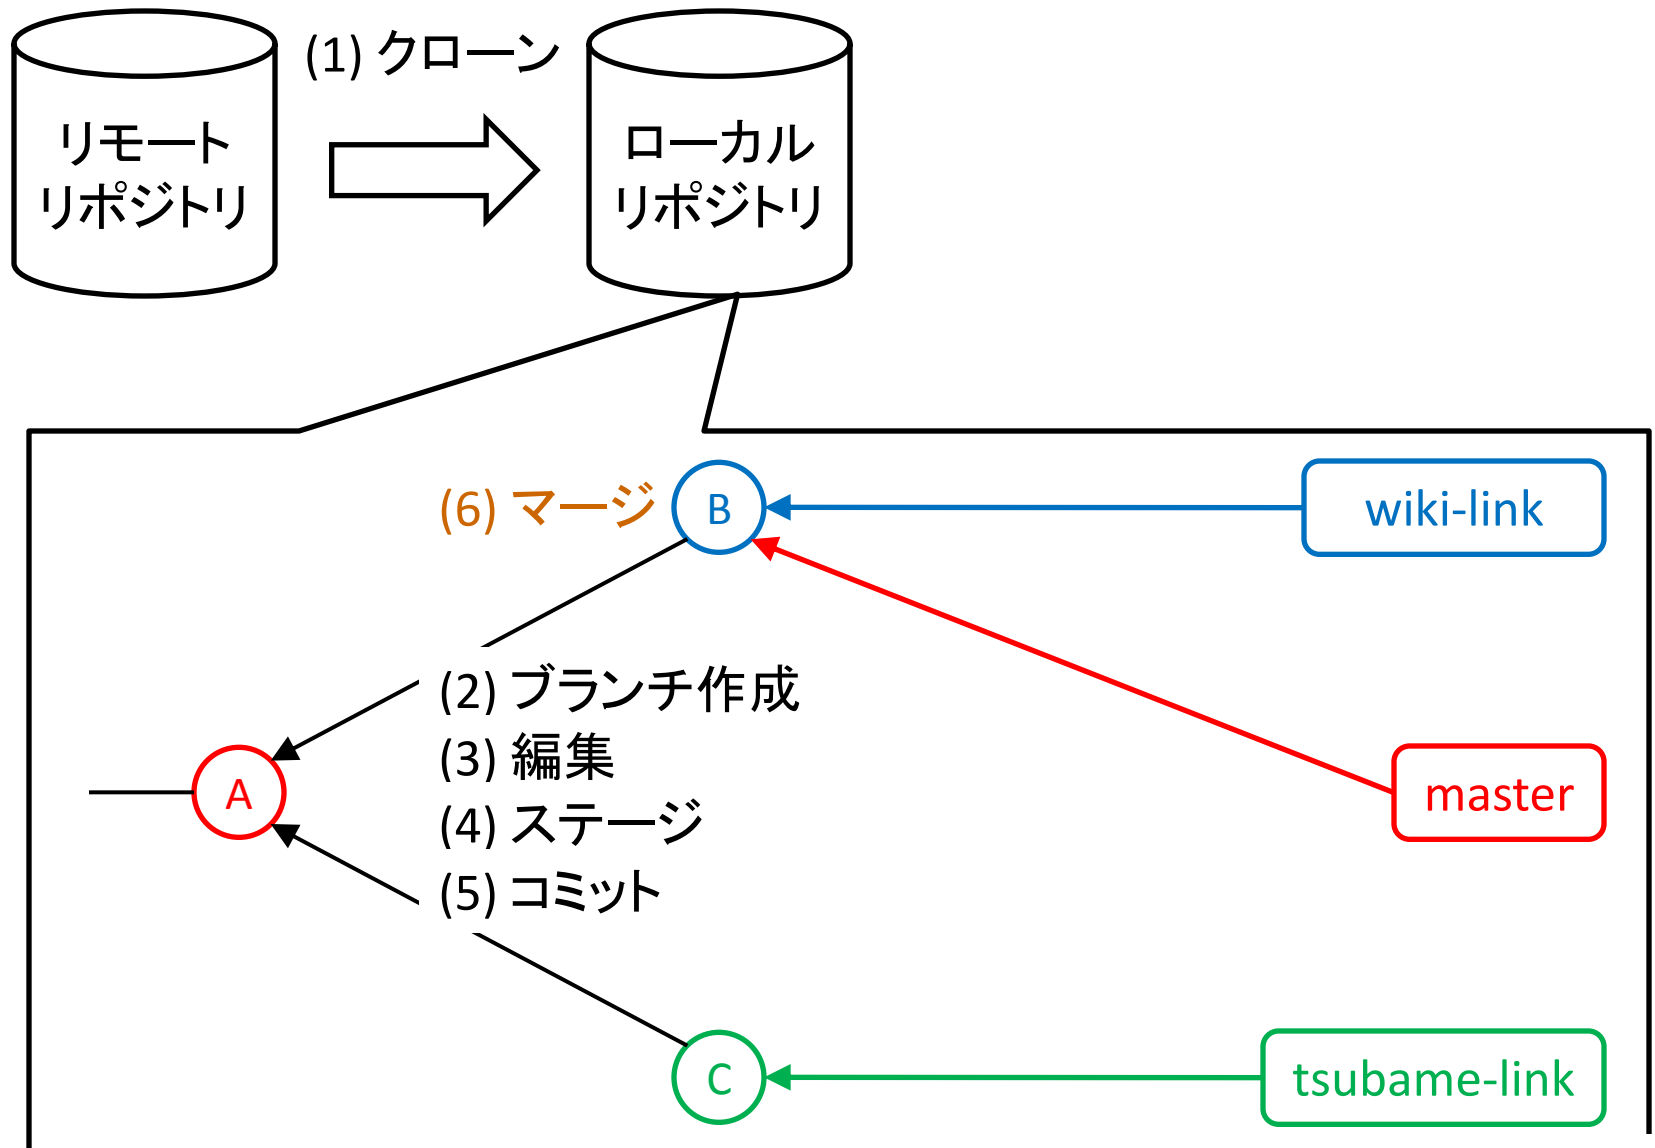 (1) クローン
リモート
リポジトリ
ローカル
リポジトリ
(6) マージ
B
wiki-link
(2) ブランチ作成
(3) 編集
(4) ステージ
(5) コミット
A
master
C
tsubame-link